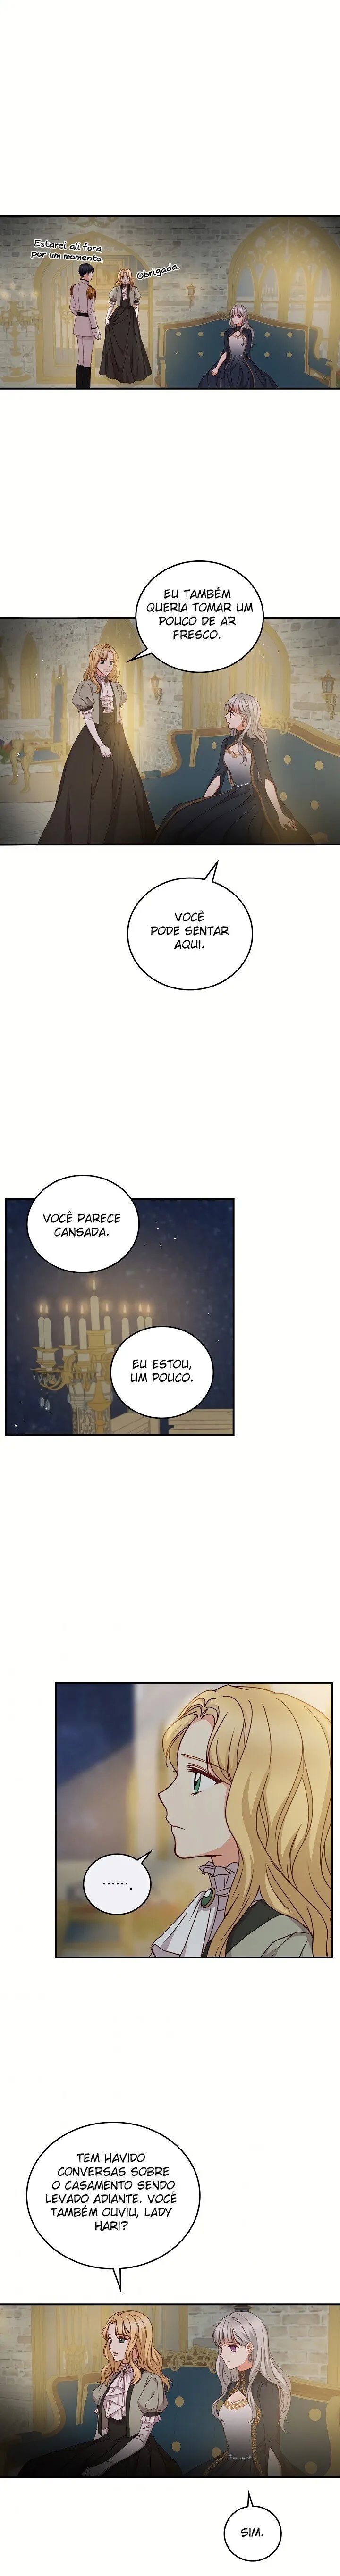 Estarei ali fora
por um momento.
Obrigada.
EU TAMBÉM
QUERIA TOMAR UM
POUCO DE AR
FRESCO.
VOCÊ
PODE SENTAR
AQUI.
VOCÊ PARECE
CANSADA.
EU ESTOU,
UM POUCO.
.......
TEM HAVIDO
CONVERSAS SOBRE
O CASAMENTO SENDO
LEVADO ADIANTE. VOCÊ
TAMBÉM OUVIU, LADY
HARI?
SIM.